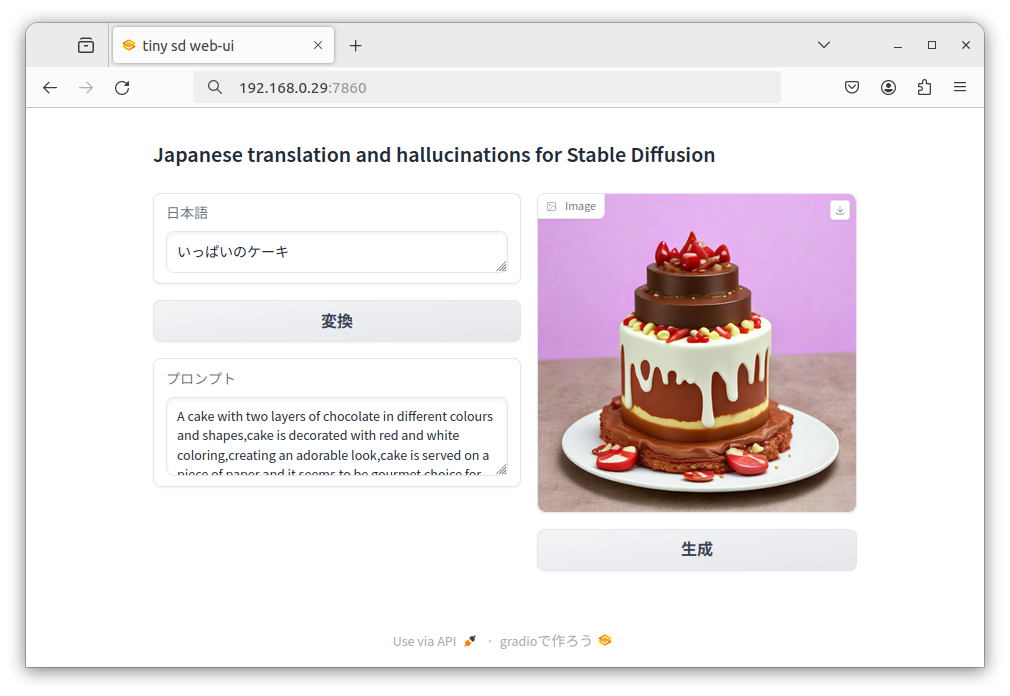 tiny sd web-ui
192.168.0.29:7860
Japanese translation and hallucinations for Stable Diffusion
日本語
いっぱいのケーキ
変換
プロンプト
A cake with two layers of chocolate in different colours
and shapes,cake is decorated with red and white
coloring,creating an adorable look,cake is served on a
piece of paper and it seems to be gourmet choice for
Image
生成
Use via API · gradioで作ろう